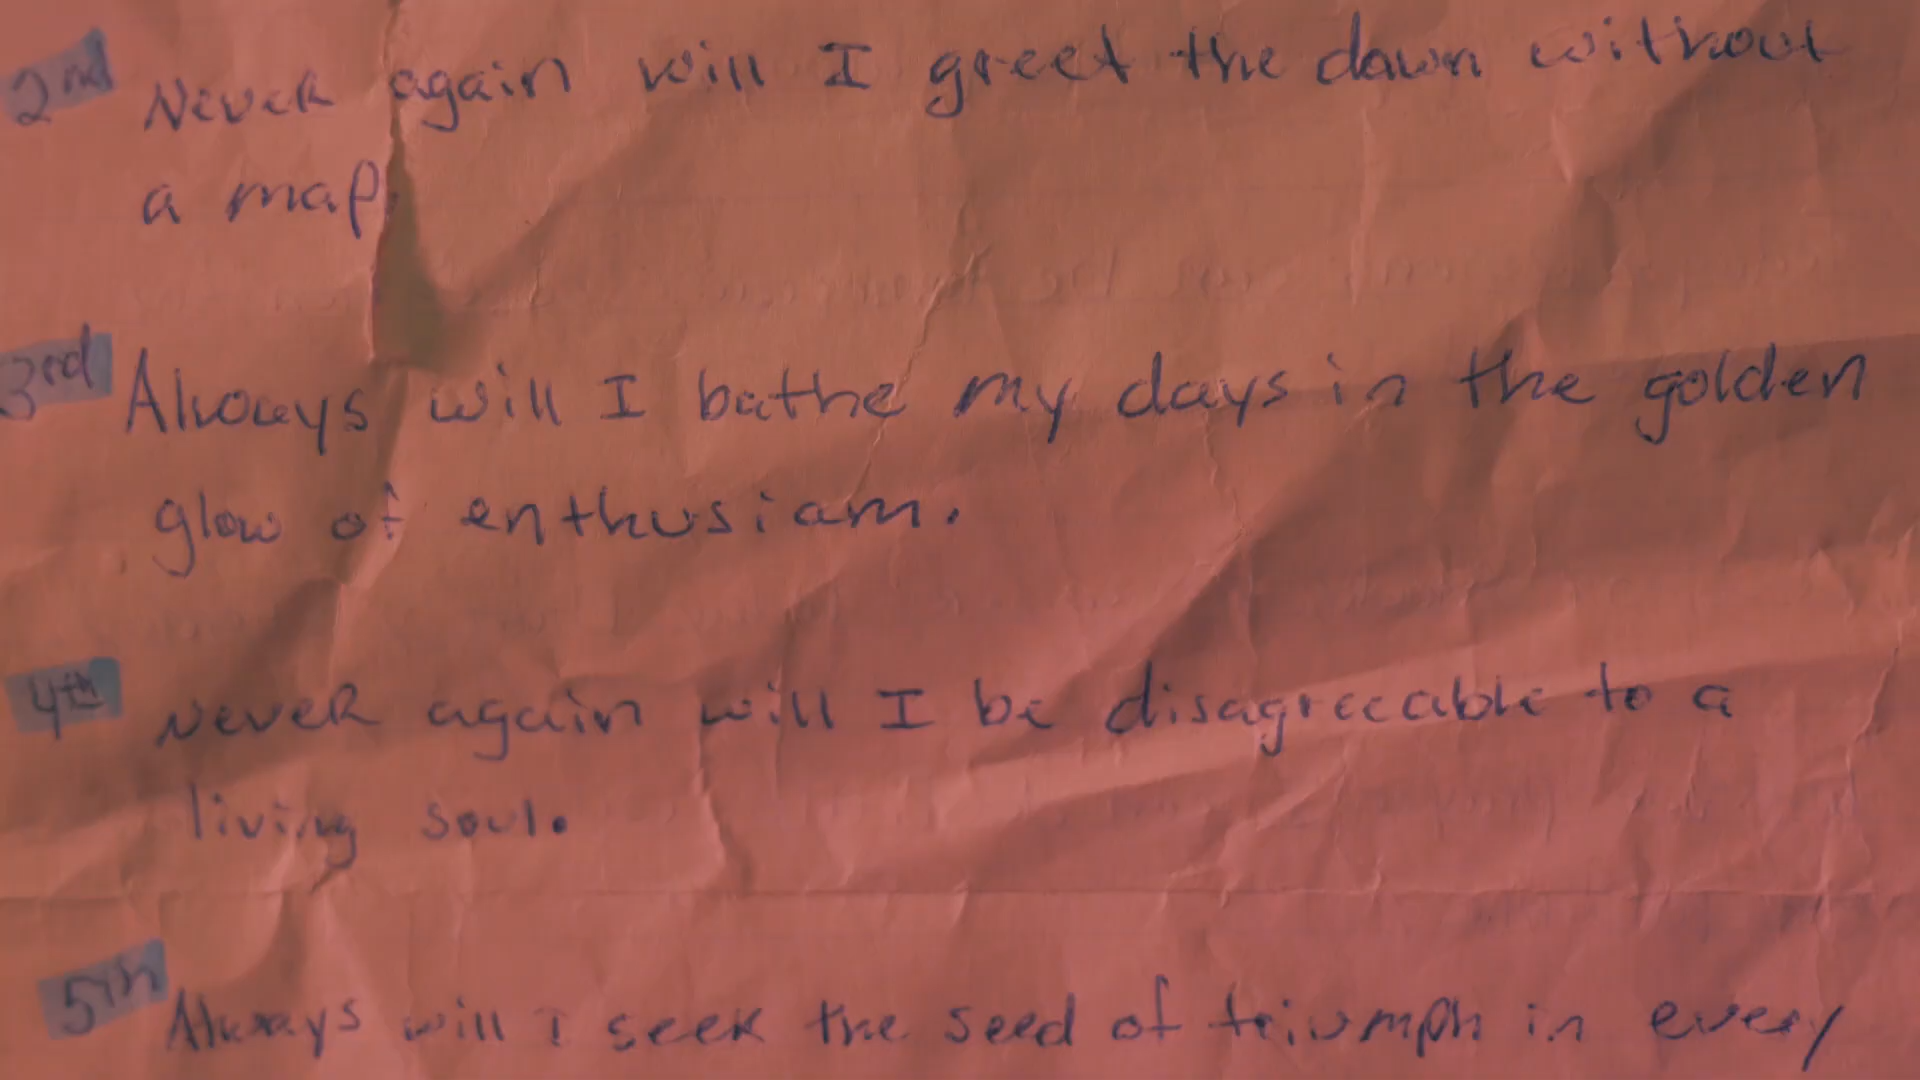 2nd Never again will I greet the dawn without
a map
3rd Always will I bathe my days in the golden
glow of enthusiam.
4th Never again will I be disagreeable to a
living soul.
5th Always will I seek the seed of triumph in every